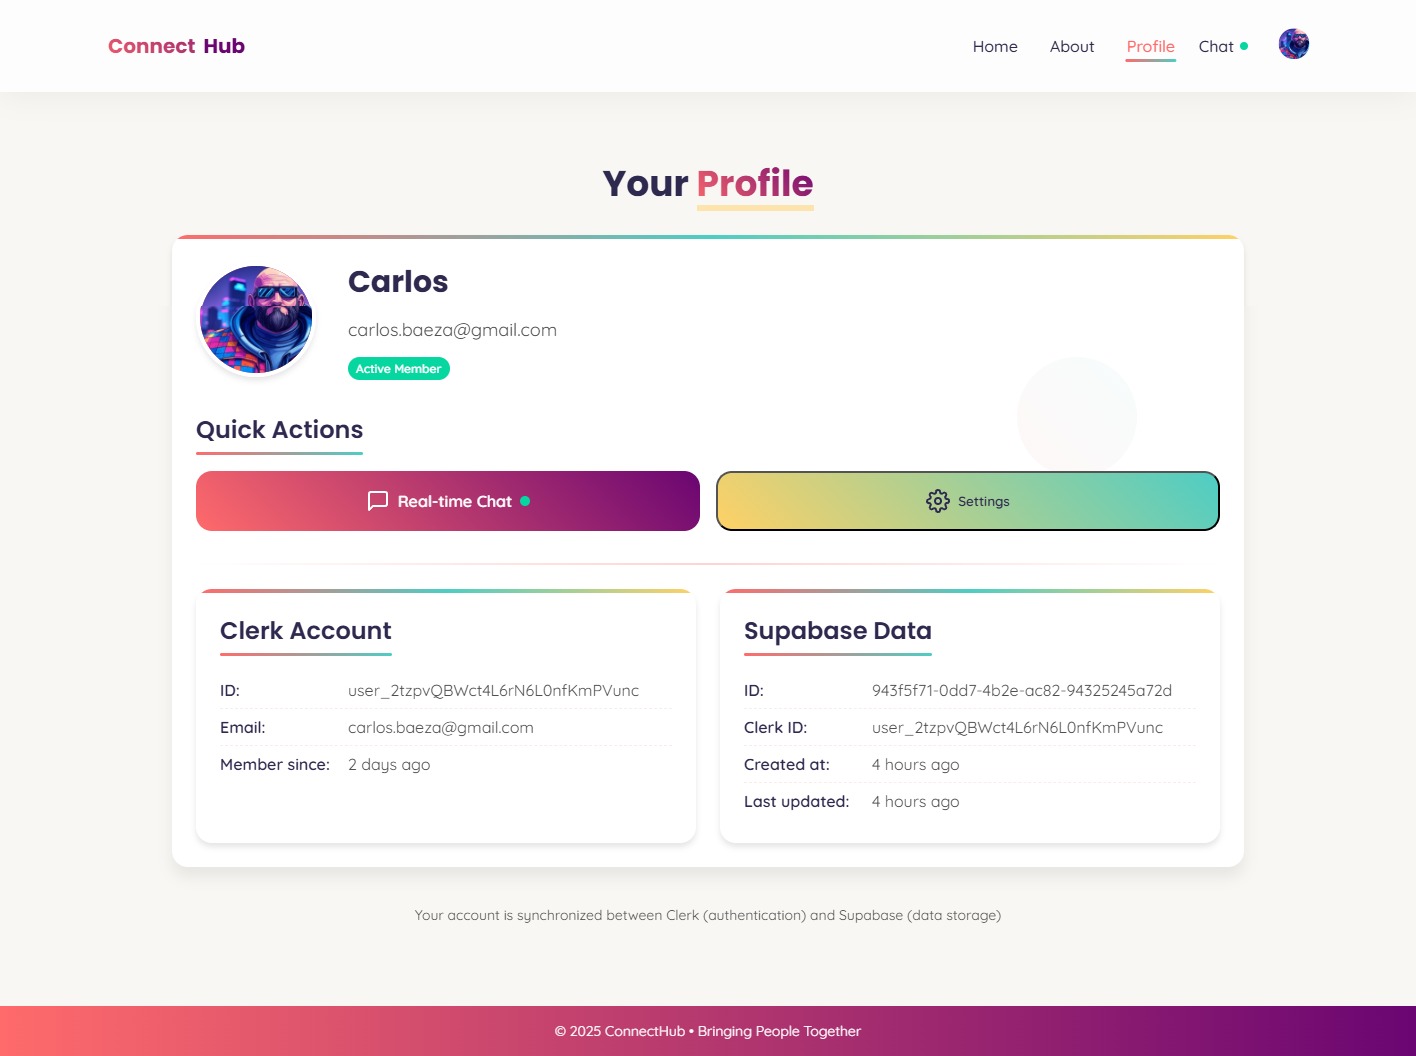 Connect Hub
Home About Profile Chat
Your Profile
Carlos
carlos.baeza@gmail.com
Active Member
Quick Actions
Real-time Chat
Settings
Clerk Account
ID: user_2tzpvQBWct4L6rN6L0nfKmPVunc
Email: carlos.baeza@gmail.com
Member since: 2 days ago
Supabase Data
ID: 943f5f71-0dd7-4b2e-ac82-94325245a72d
Clerk ID: user_2tzpvQBWct4L6rN6L0nfKmPVunc
Created at: 4 hours ago
Last updated: 4 hours ago
Your account is synchronized between Clerk (authentication) and Supabase (data storage)
© 2025 ConnectHub • Bringing People Together